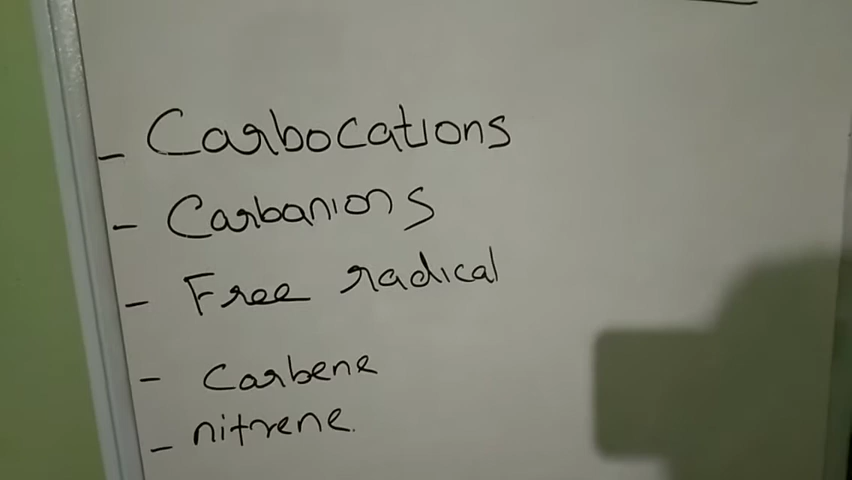 - Carbocations
- Carbanions
- Free radical
- Carbene
- nitrene.